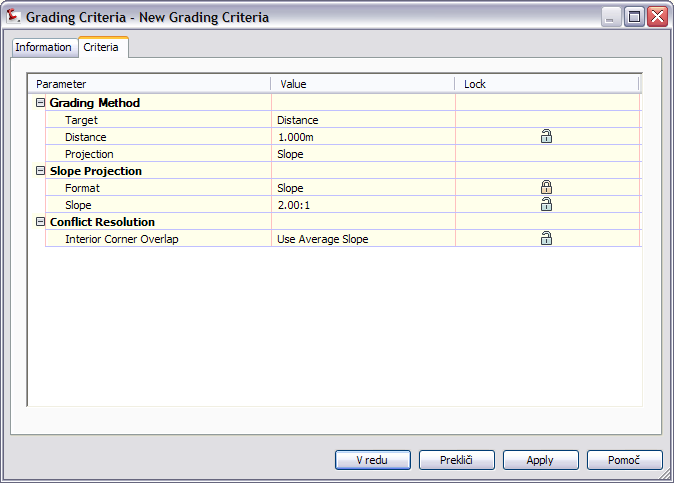 Grading Criteria - New Grading Criteria
Information Criteria
Parameter Value Lock
Grading Method
Target Distance
Distance 1.000m
Projection Slope
Slope Projection
Format Slope
Slope 2.00:1
Conflict Resolution
Interior Corner Overlap Use Average Slope
V redu Prekliči Apply Pomoč